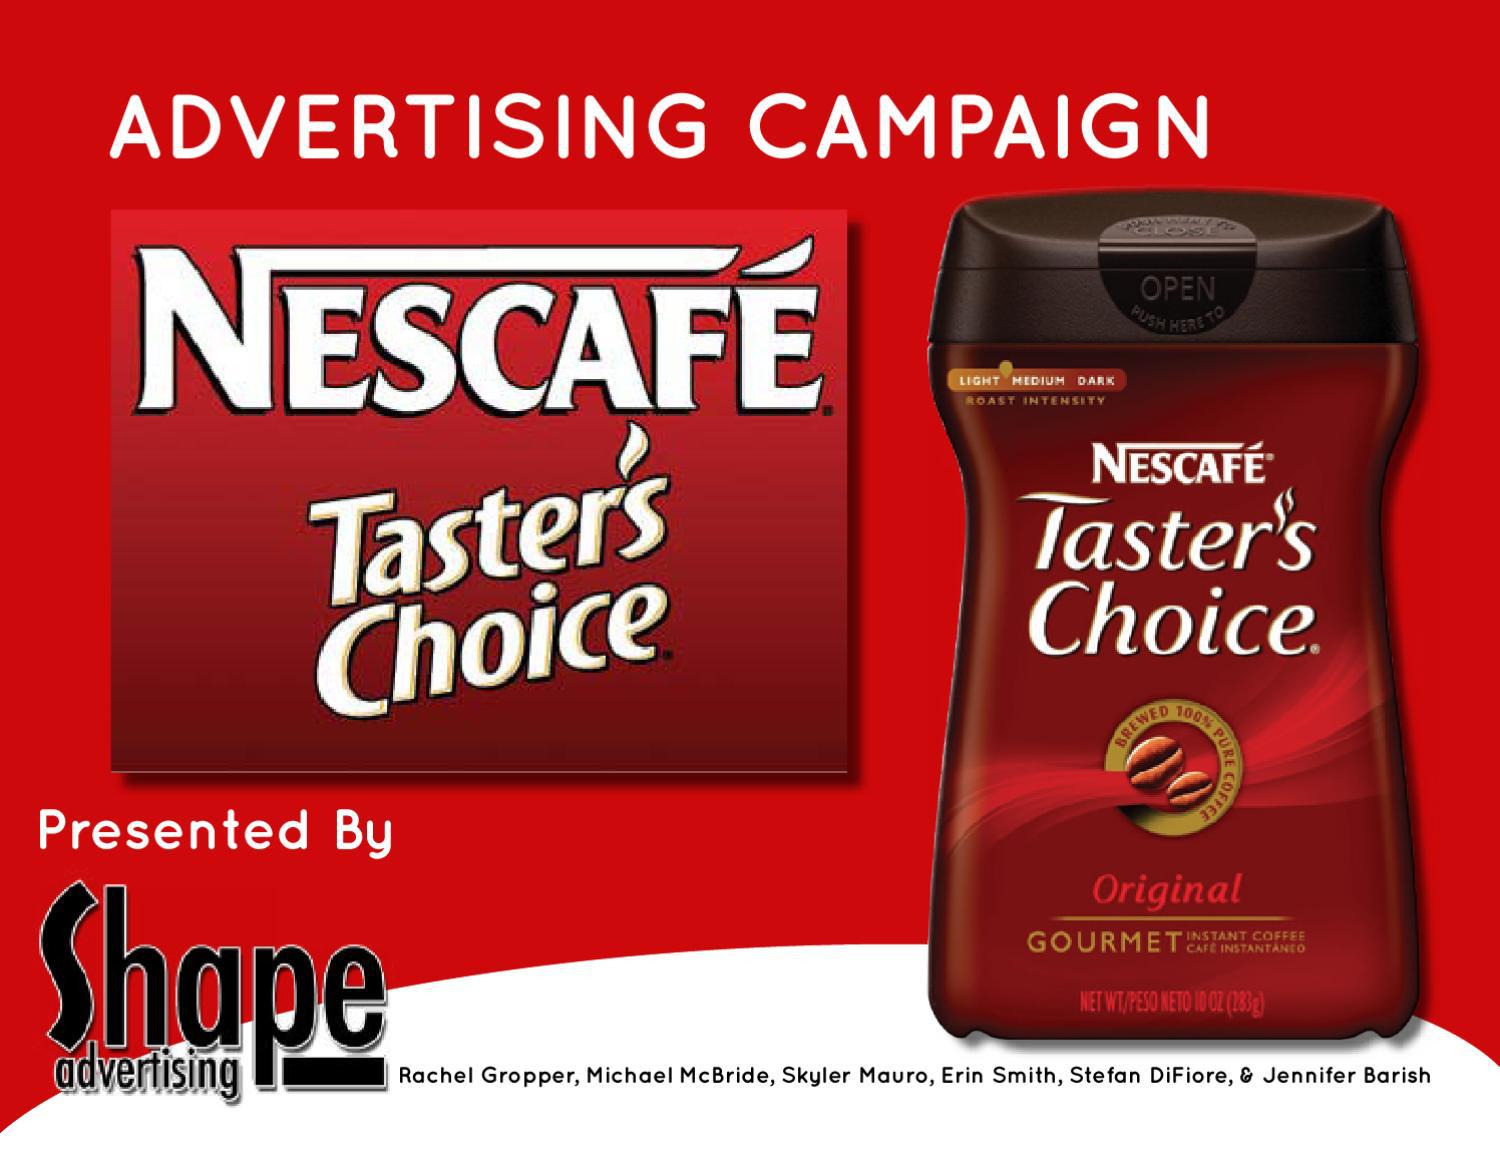 ADVERTISING CAMPAIGN
NESCAFÉ
Taster's
Choice
CLOSE
OPEN
PUSH HERE TO
LIGHT MEDIUM DARK
ROAST INTENSITY
NESCAFÉ®
Taster's
Choice®
BREWED 100% PURE COFFEE
Original
GOURMET INSTANT COFFEE
CAFÉ INSTANTÁNEO
NET WT./PESO NETO 10 OZ (283g)
Presented By
Shape
advertising
Rachel Gropper, Michael McBride, Skyler Mauro, Erin Smith, Stefan DiFiore, & Jennifer Barish